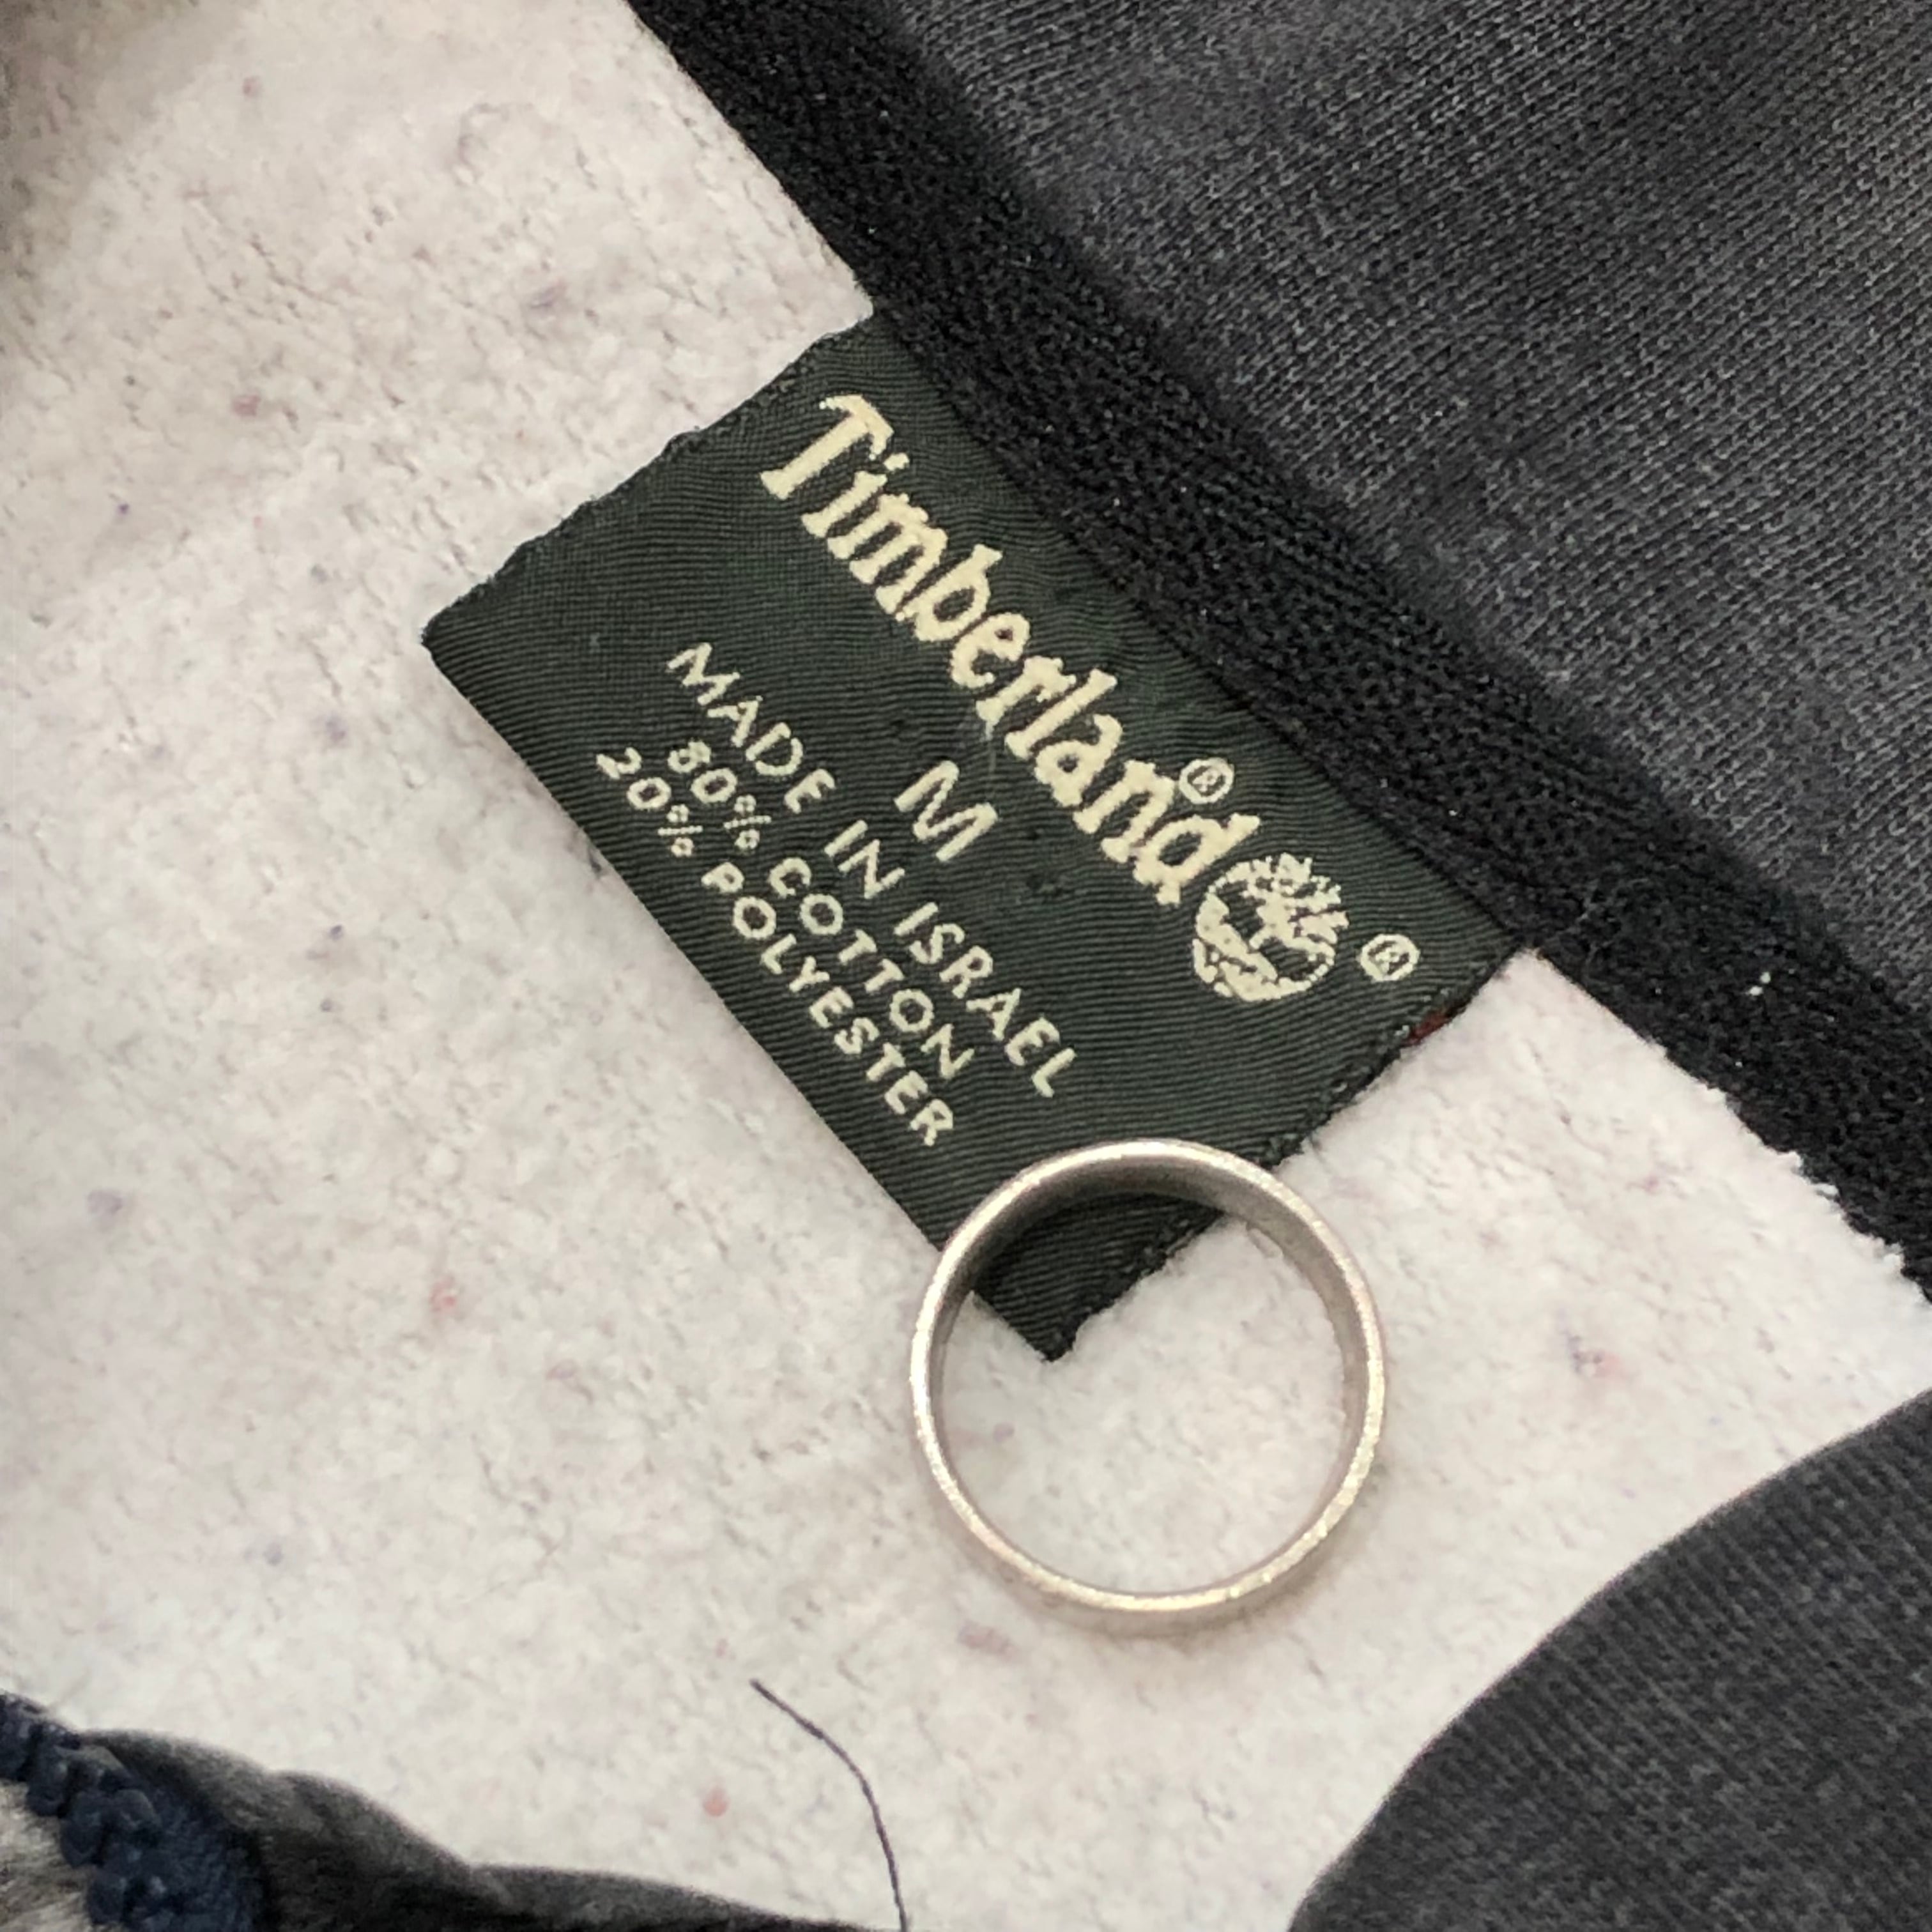 Timberland®
®
M
MADE IN ISRAEL
80% COTTON
20% POLYESTER